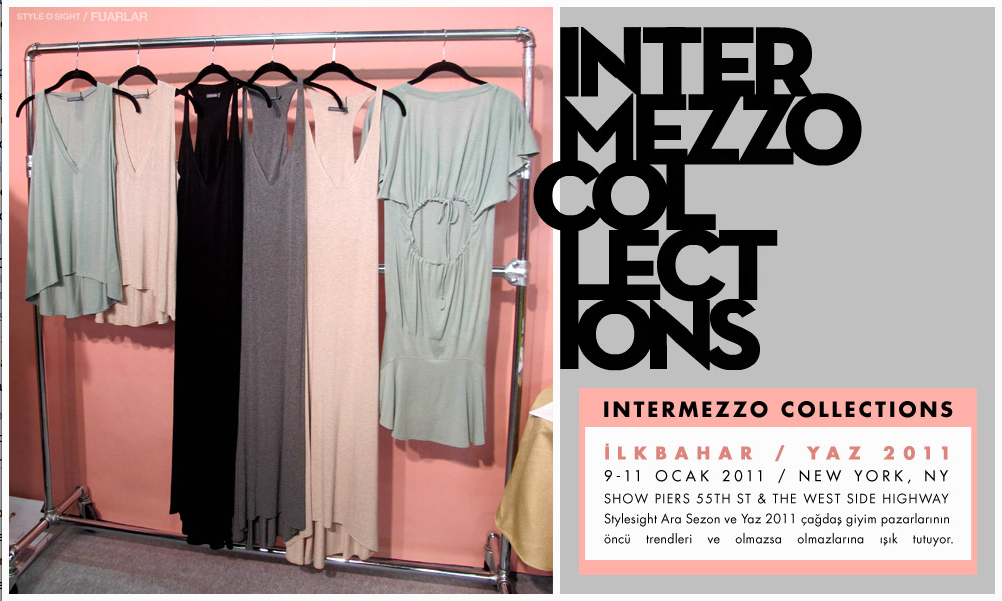 STYLE SIGHT / FUARLAR
INTER
MEZZO
COL
LECT
IONS
INTERMEZZO COLLECTIONS
İLKBAHAR / YAZ 2011
9-11 OCAK 2011 / NEW YORK, NY
SHOW PIERS 55TH ST & THE WEST SIDE HIGHWAY
Stylesight Ara Sezon ve Yaz 2011 çağdaş giyim pazarlarının
öncü trendleri ve olmazsa olmazlarına ışık tutuyor.